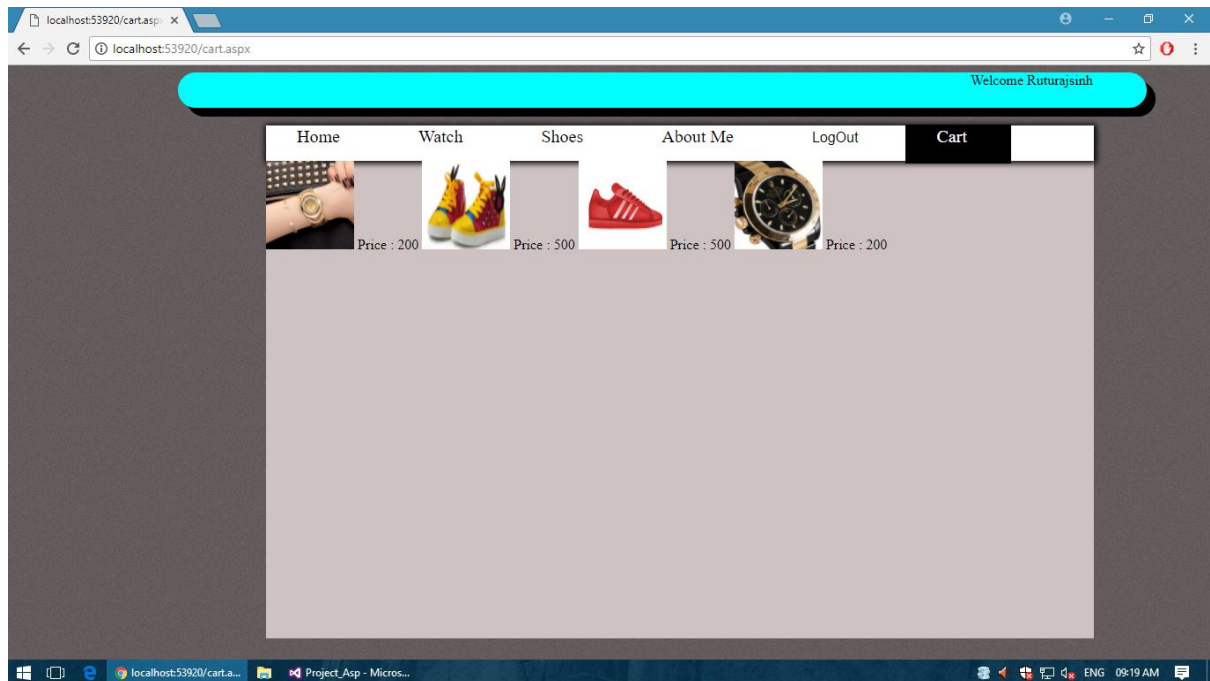 localhost:53920/cart.asp
localhost:53920/cart.aspx
Welcome Ruturajsinh
Home Watch Shoes About Me LogOut Cart
Price : 200 Price : 500 Price : 500 Price : 200
localhost:53920/cart.a... Project_Asp - Micros... ENG 09:19 AM